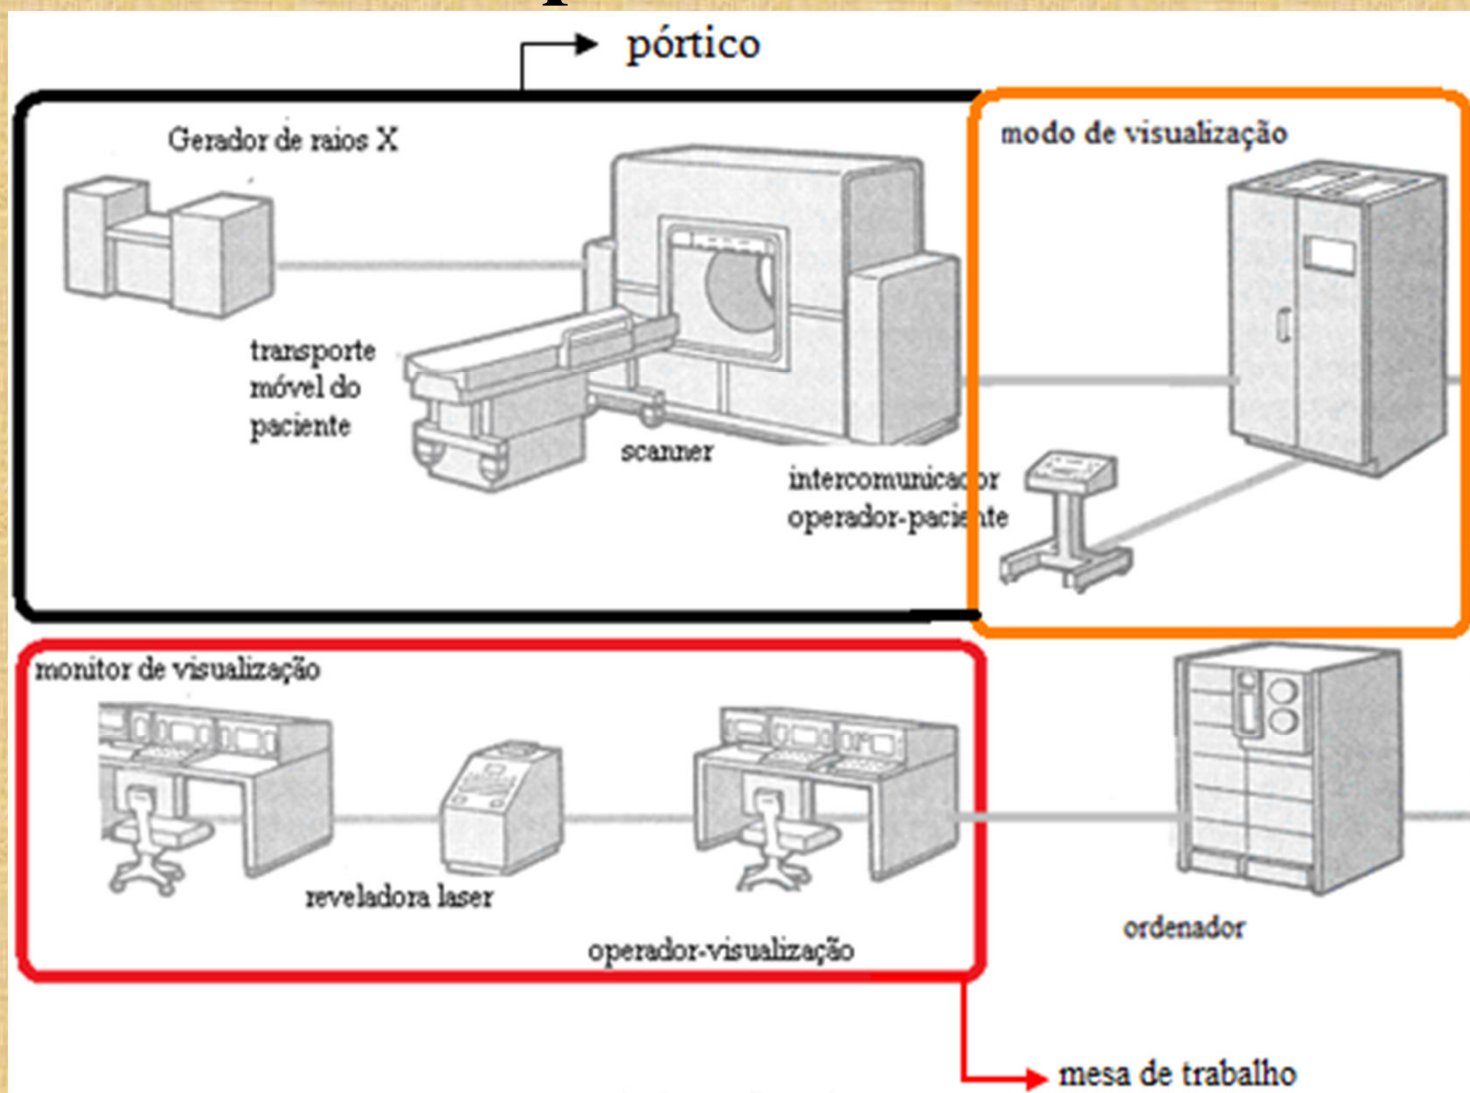 pórtico
Gerador de raios X
modo de visualização
transporte
móvel do
paciente
scanner
intercomunicador
operador-paciente
monitor de visualização
reveladora laser
operador-visualização
ordenador
mesa de trabalho